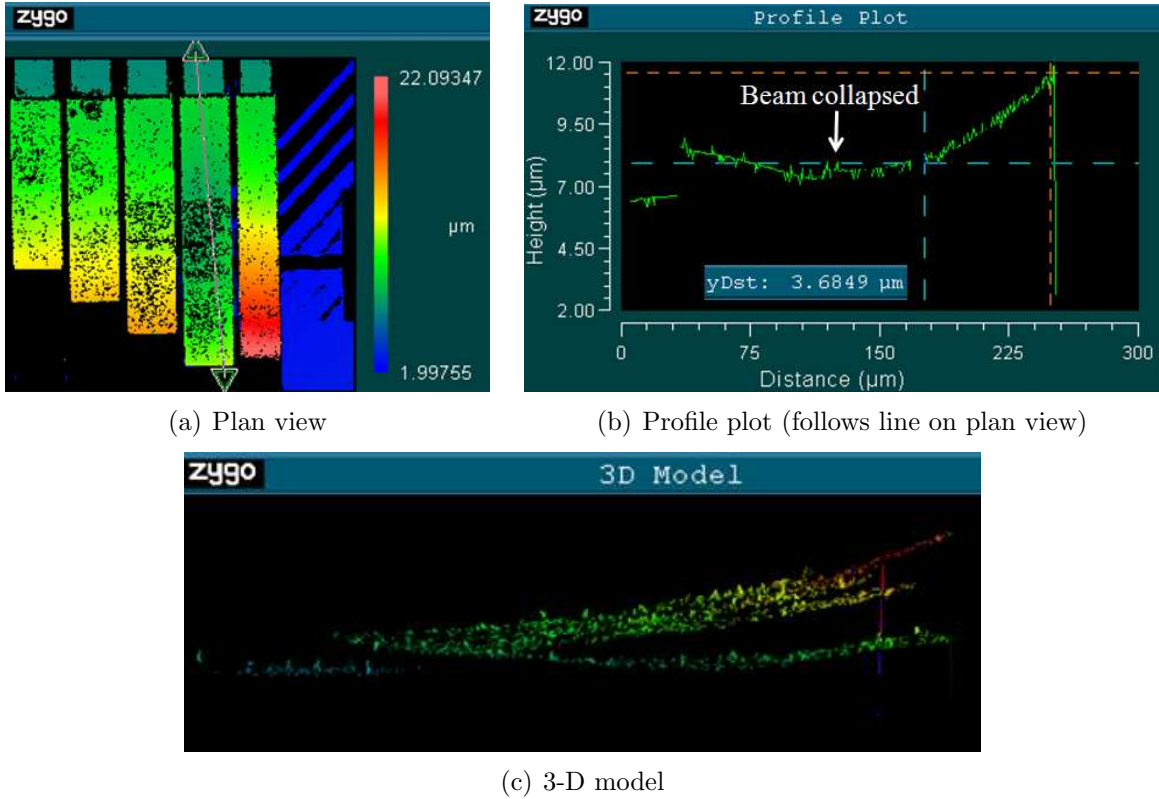 zygo
22.09347
µm
1.99755
(a) Plan view
zygo Profile Plot
12.00
9.50
7.00
4.50
2.00
Height (µm)
Beam collapsed
yDst: 3.6849 µm
0 75 150 225 300
Distance (µm)
(b) Profile plot (follows line on plan view)
zygo 3D Model
(c) 3-D model